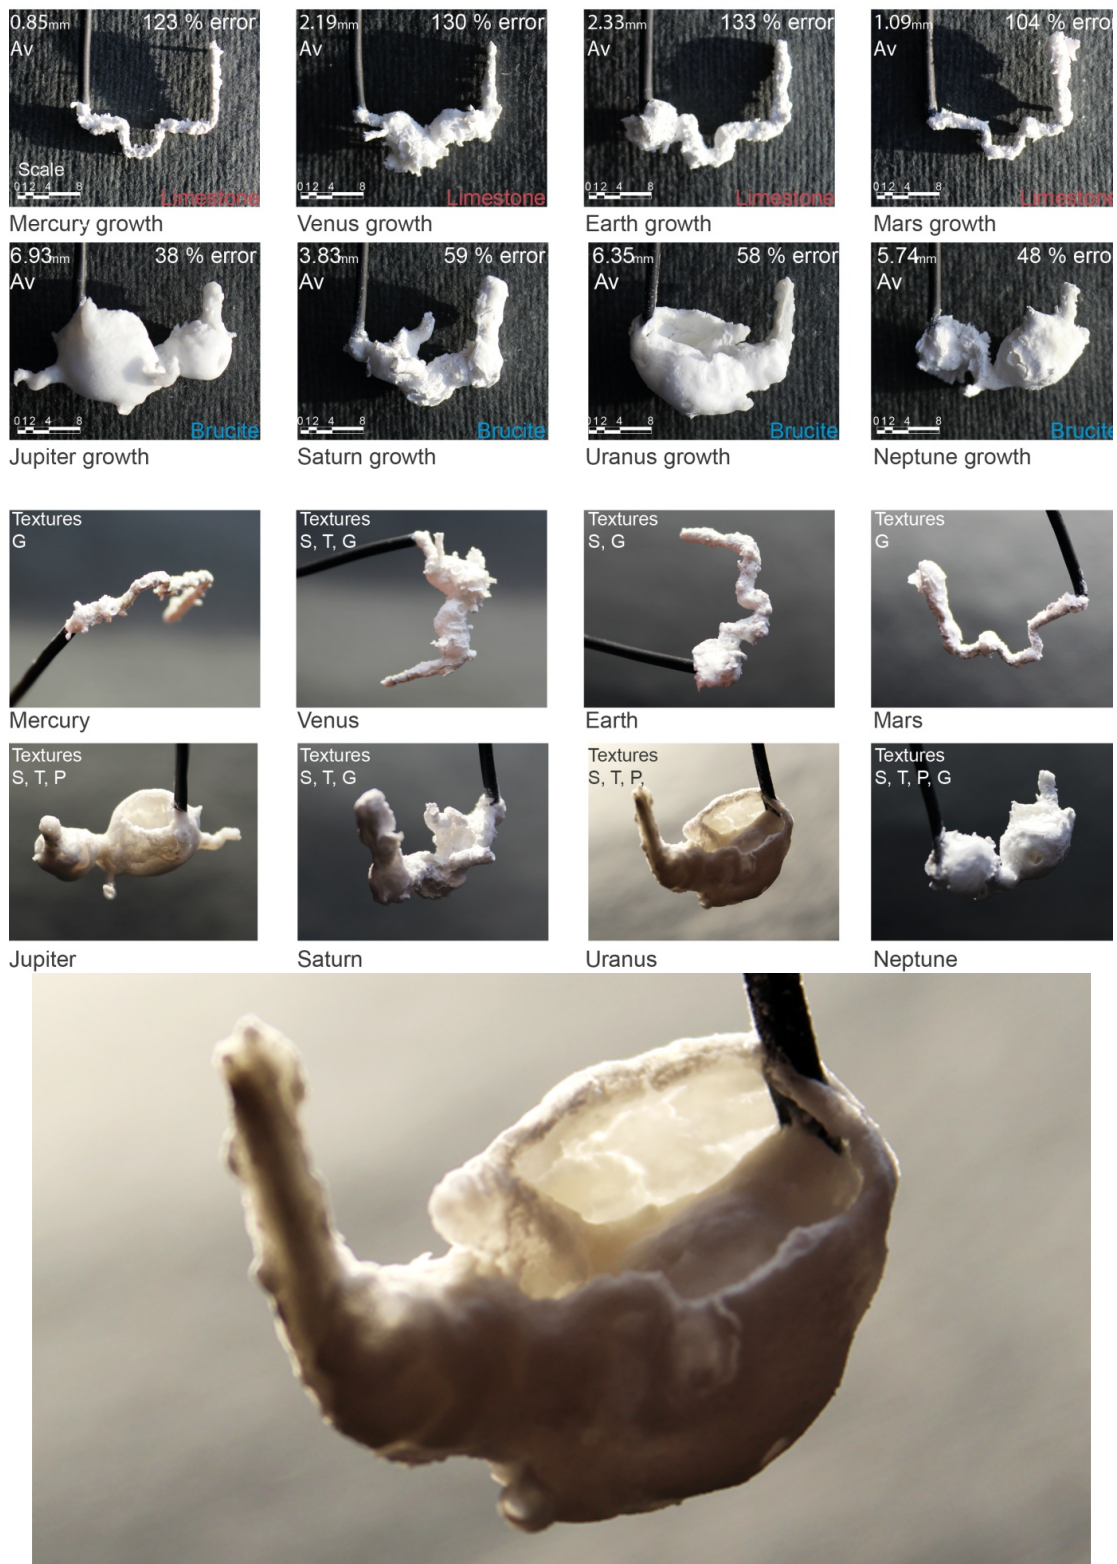 0.85mm 123 % error
Av
Scale
0 1 2 4 8
Limestone
Mercury growth
2.19mm 130 % error
Av
0 1 2 4 8
Limestone
Venus growth
2.33mm 133 % error
Av
0 1 2 4 8
Limestone
Earth growth
1.09mm 104 % error
Av
0 1 2 4 8
Limestone
Mars growth
6.93mm 38 % error
Av
0 1 2 4 8
Brucite
Jupiter growth
3.83mm 59 % error
Av
0 1 2 4 8
Brucite
Saturn growth
6.35mm 58 % error
Av
0 1 2 4 8
Brucite
Uranus growth
5.74mm 48 % error
Av
0 1 2 4 8
Brucite
Neptune growth
Textures
G
Mercury
Textures
S, T, G
Venus
Textures
S, G
Earth
Textures
G
Mars
Textures
S, T, P
Jupiter
Textures
S, T, G
Saturn
Textures
S, T, P,
Uranus
Textures
S, T, P, G
Neptune